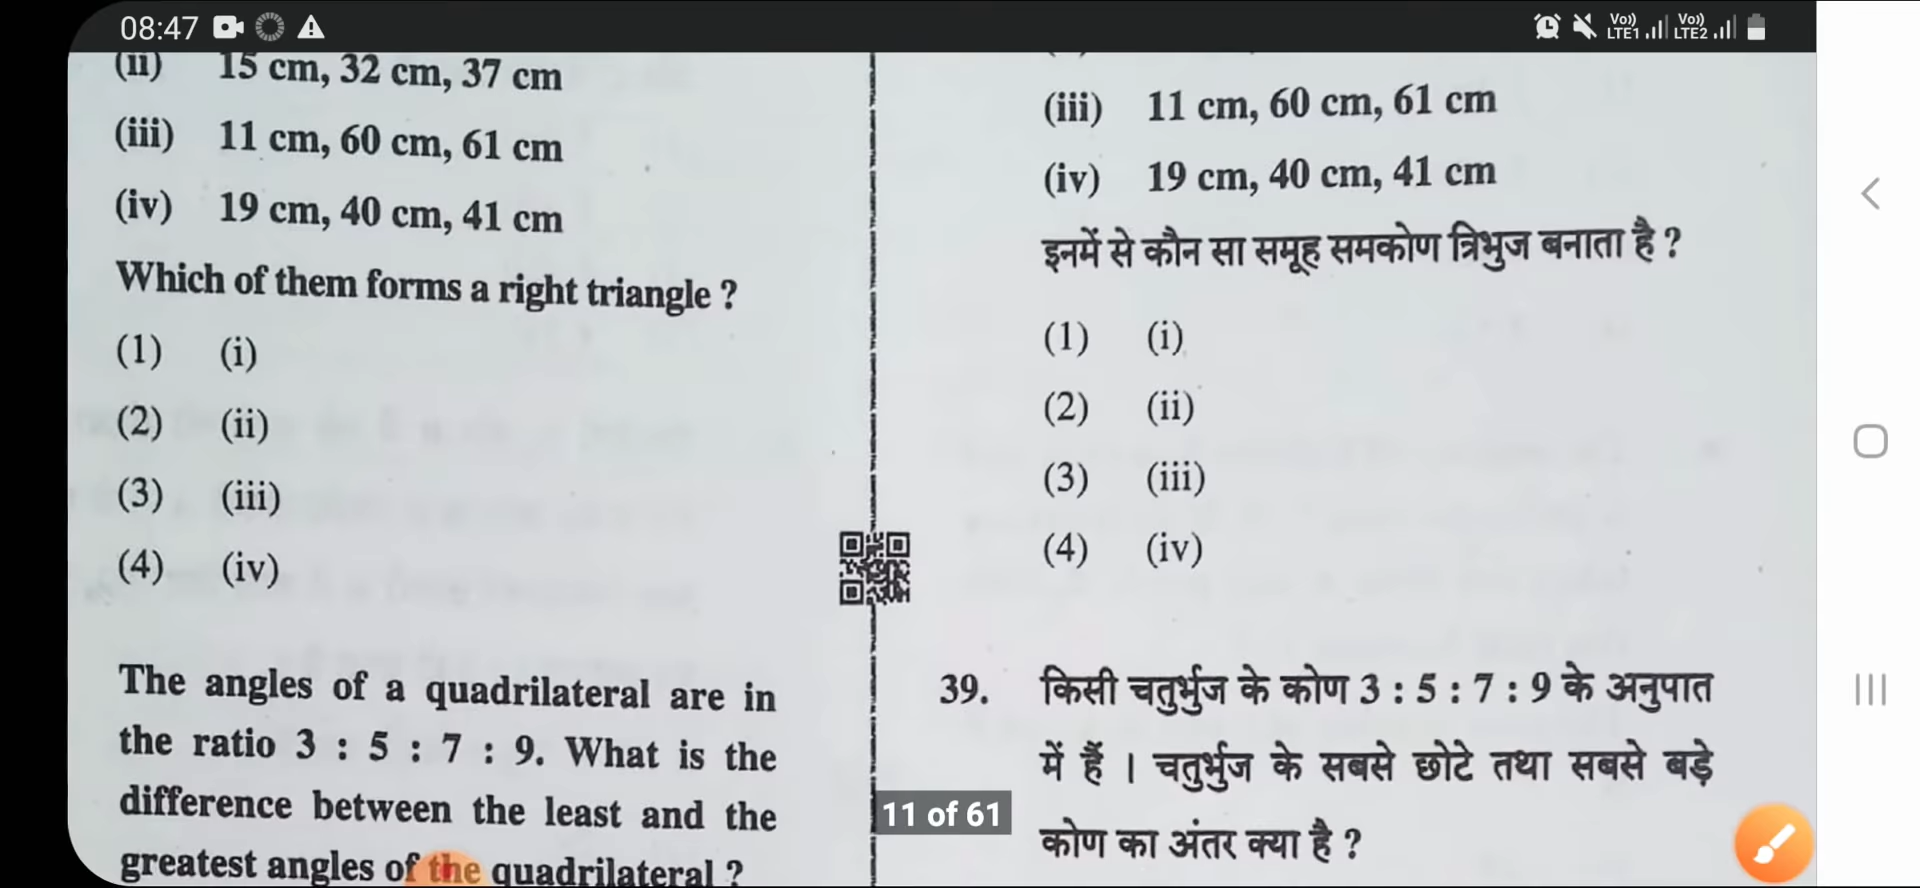 08:47
Vo)) LTE1 Vo)) LTE2
(ii) 15 cm, 32 cm, 37 cm
(iii) 11 cm, 60 cm, 61 cm
(iv) 19 cm, 40 cm, 41 cm
Which of them forms a right triangle ?
(1) (i)
(2) (ii)
(3) (iii)
(4) (iv)
The angles of a quadrilateral are in
the ratio 3 : 5 : 7 : 9. What is the
difference between the least and the
greatest angles of the quadrilateral ?
(iii) 11 cm, 60 cm, 61 cm
(iv) 19 cm, 40 cm, 41 cm
इनमें से कौन सा समूह समकोण त्रिभुज बनाता है ?
(1) (i)
(2) (ii)
(3) (iii)
(4) (iv)
39. किसी चतुर्भुज के कोण 3 : 5 : 7 : 9 के अनुपात
में हैं । चतुर्भुज के सबसे छोटे तथा सबसे बड़े
कोण का अंतर क्या है ?
11 of 61